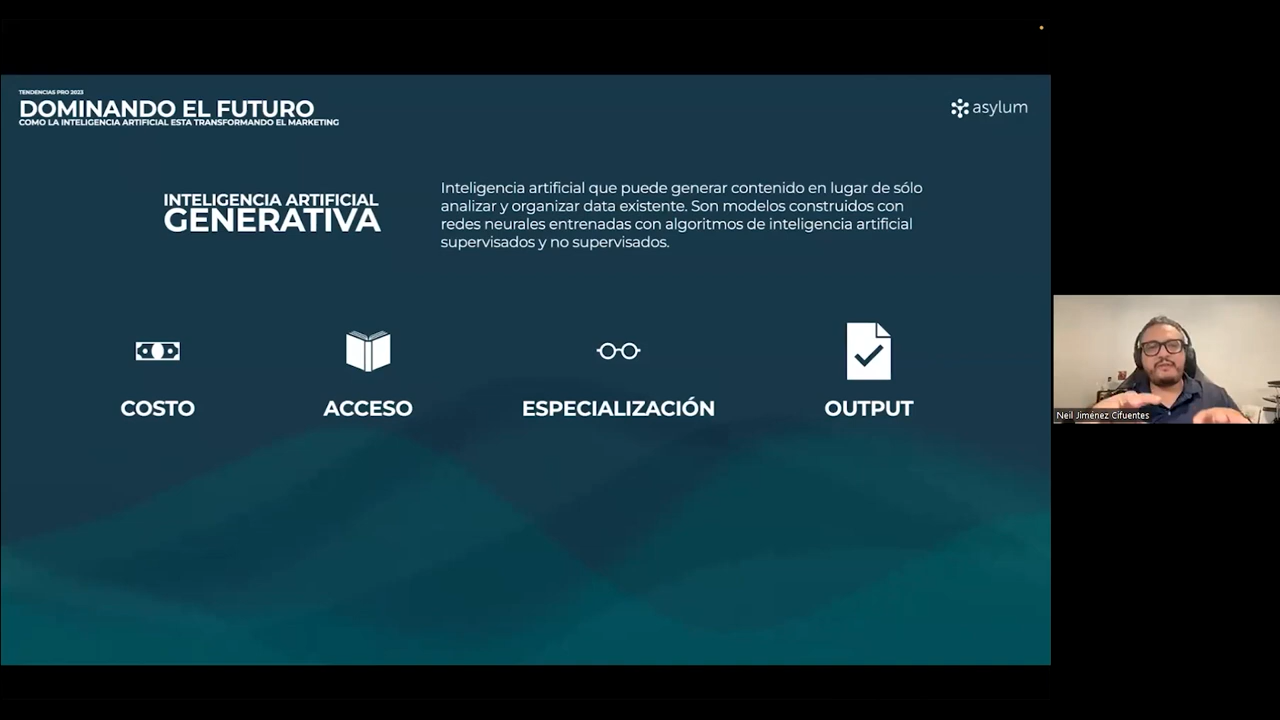 TENDENCIAS PRO 2023
DOMINANDO EL FUTURO
COMO LA INTELIGENCIA ARTIFICIAL ESTA TRANSFORMANDO EL MARKETING
asylum
INTELIGENCIA ARTIFICIAL
GENERATIVA
Inteligencia artificial que puede generar contenido en lugar de sólo
analizar y organizar data existente. Son modelos construidos con
redes neurales entrenadas con algoritmos de inteligencia artificial
supervisados y no supervisados.
COSTO
ACCESO
ESPECIALIZACIÓN
OUTPUT
Neil Jiménez Cifuentes